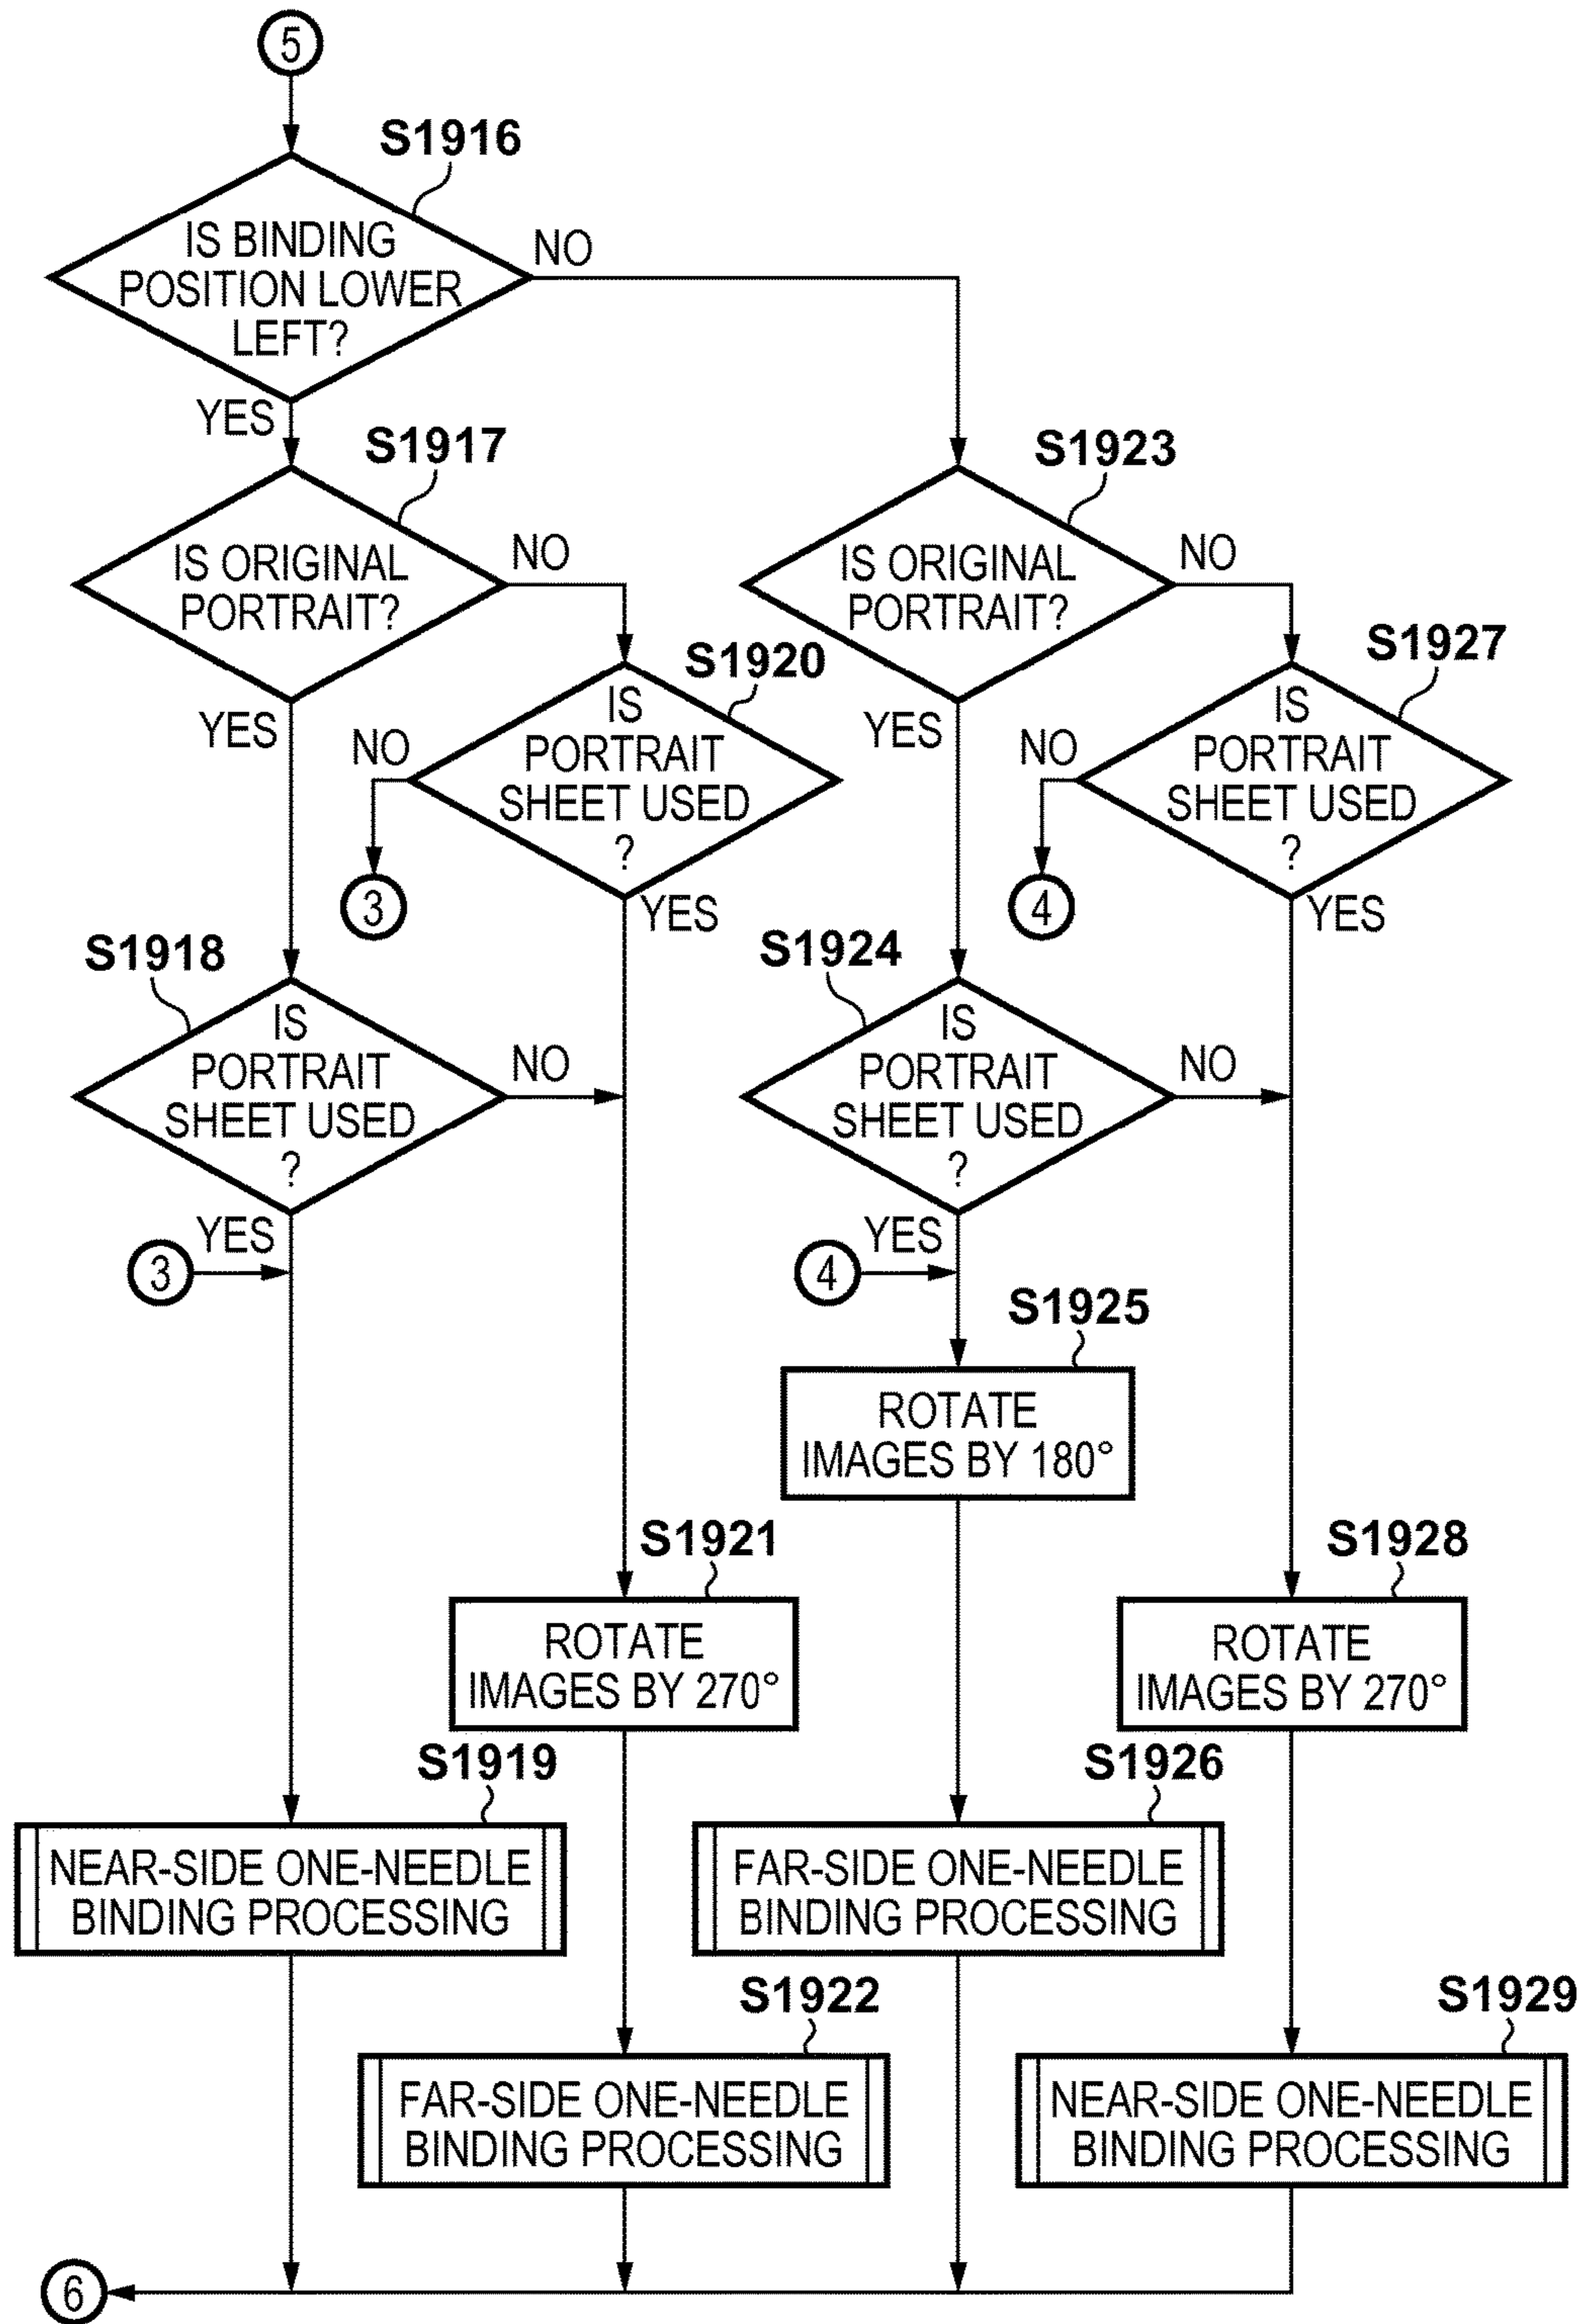 5
S1916
IS BINDING
POSITION LOWER
LEFT?
NO
YES
S1917
IS ORIGINAL
PORTRAIT?
NO
YES
S1923
IS ORIGINAL
PORTRAIT?
NO
YES
S1920
IS
PORTRAIT
SHEET USED
?
NO
3
YES
S1927
IS
PORTRAIT
SHEET USED
?
NO
4
YES
S1918
IS
PORTRAIT
SHEET USED
?
NO
YES
3
S1924
IS
PORTRAIT
SHEET USED
?
NO
YES
4
S1925
ROTATE
IMAGES BY 180°
S1921
ROTATE
IMAGES BY 270°
S1928
ROTATE
IMAGES BY 270°
S1919
NEAR-SIDE ONE-NEEDLE
BINDING PROCESSING
S1926
FAR-SIDE ONE-NEEDLE
BINDING PROCESSING
S1922
FAR-SIDE ONE-NEEDLE
BINDING PROCESSING
S1929
NEAR-SIDE ONE-NEEDLE
BINDING PROCESSING
6